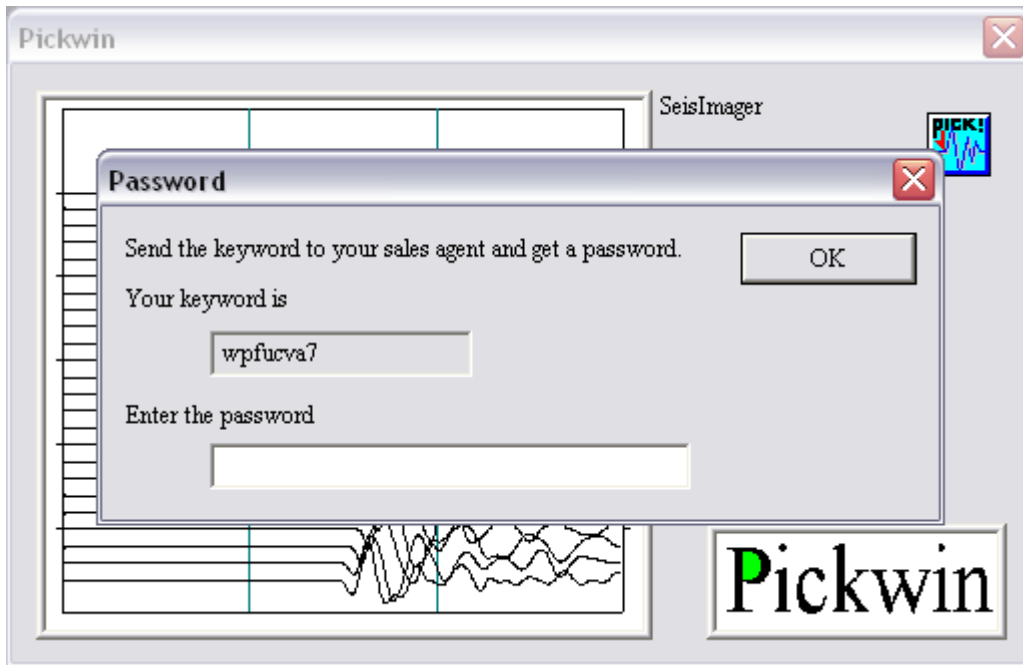 Pickwin
SeisImager
PICK!
Password
Send the keyword to your sales agent and get a password.
OK
Your keyword is
wpfucva7
Enter the password
Pickwin